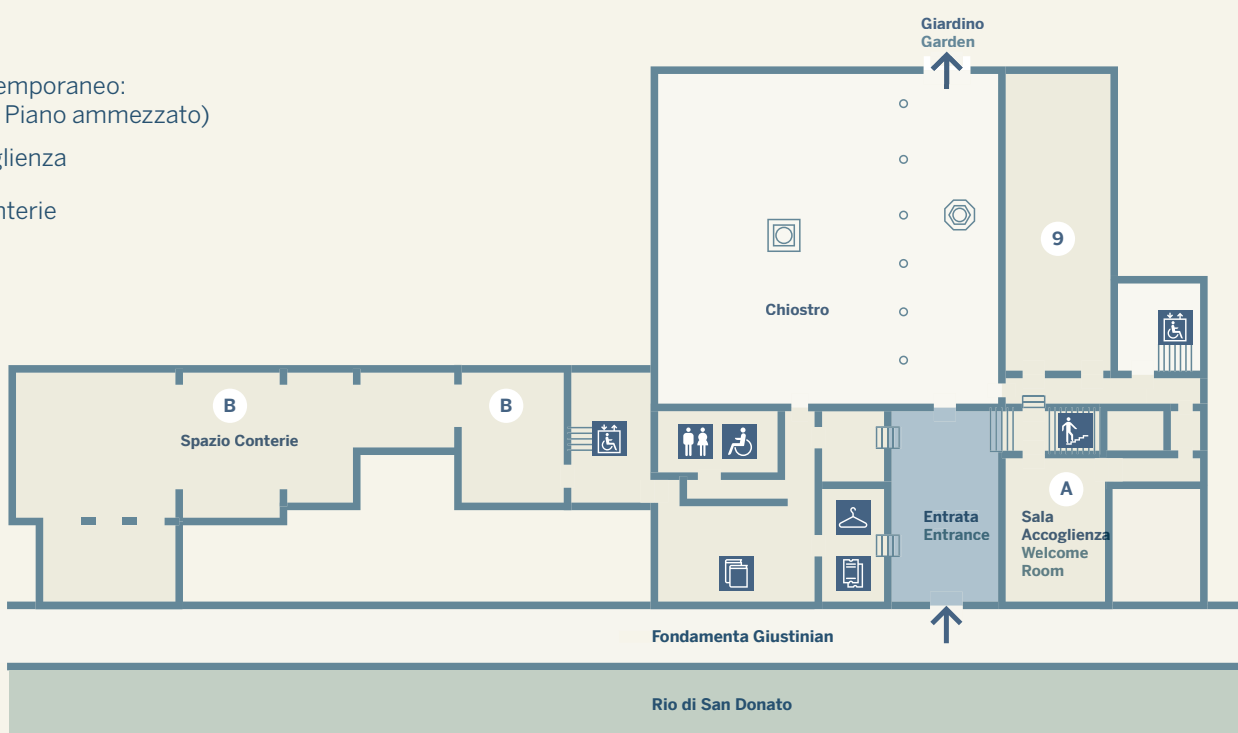 Giardino
Garden
emporaneo:
Piano ammezzato)
glienza
nterie
9
Chiostro
B
B
Spazio Conterie
A
Entrata
Entrance
Sala
Accoglienza
Welcome
Room
Fondamenta Giustinian
Rio di San Donato